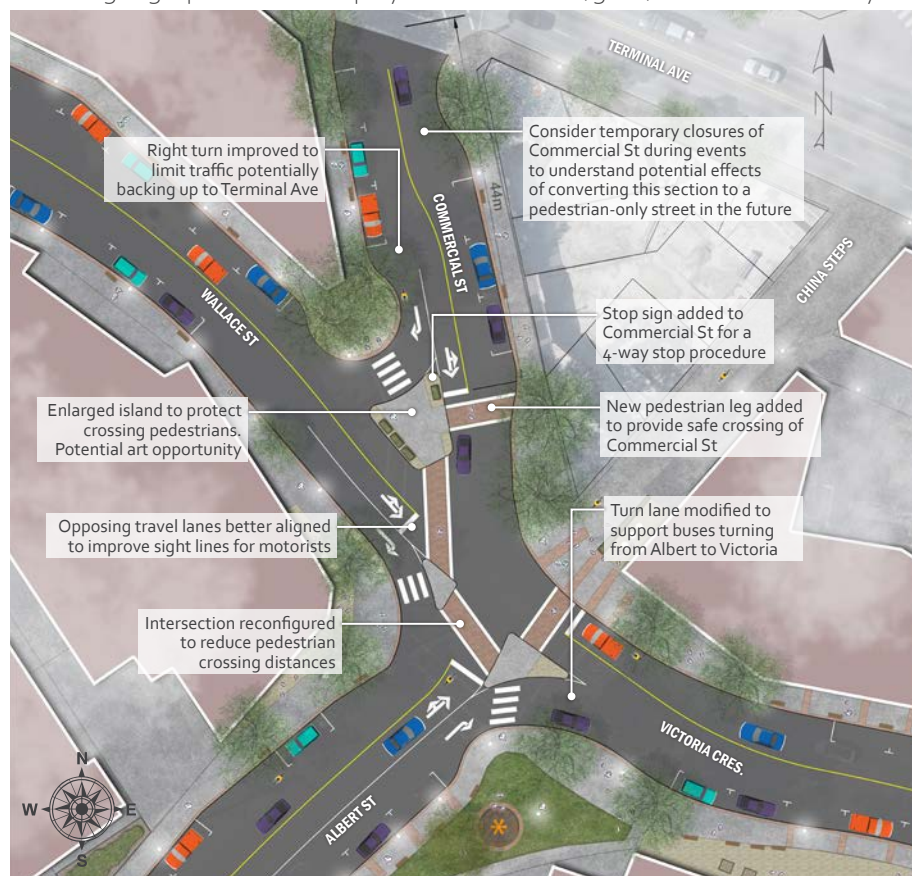 TERMINAL AVE
N
Consider temporary closures of
Commercial St during events
to understand potential effects
of converting this section to a
pedestrian-only street in the future
Right turn improved to
limit traffic potentially
backing up to Terminal Ave
44m
COMMERCIAL ST
CHINA STEPS
WALLACE ST
Stop sign added to
Commercial St for a
4-way stop procedure
Enlarged island to protect
crossing pedestrians.
Potential art opportunity
New pedestrian leg added
to provide safe crossing of
Commercial St
Opposing travel lanes better aligned
to improve sight lines for motorists
Turn lane modified to
support buses turning
from Albert to Victoria
Intersection reconfigured
to reduce pedestrian
crossing distances
VICTORIA CRES.
ALBERT ST
N
W
E
S